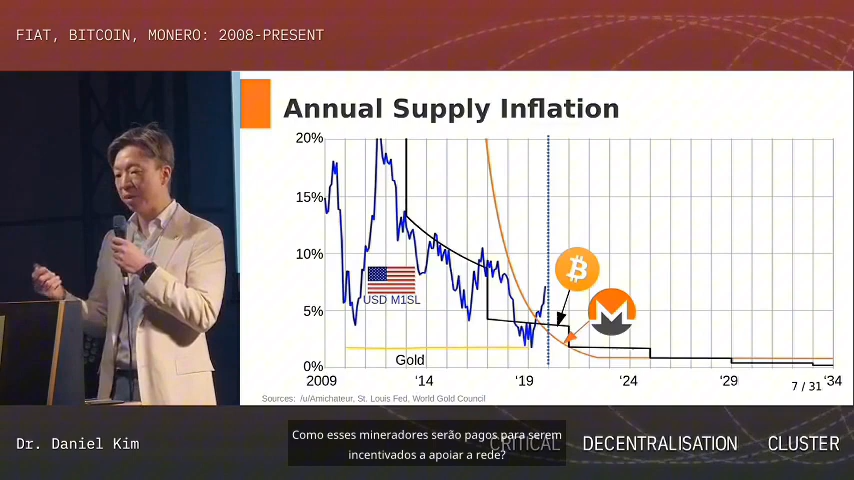 FIAT, BITCOIN, MONERO: 2008-PRESENT
Annual Supply Inflation
20%
15%
10%
5%
0%
USD M1SL
Gold
2009
'14
'19
'24
'29
'34
7 / 31
Sources: /u/Amichateur, St. Louis Fed, World Gold Council
Dr. Daniel Kim
Como esses mineradores serão pagos para serem
incentivados a apoiar a rede?
CRITICAL DECENTRALISATION CLUSTER